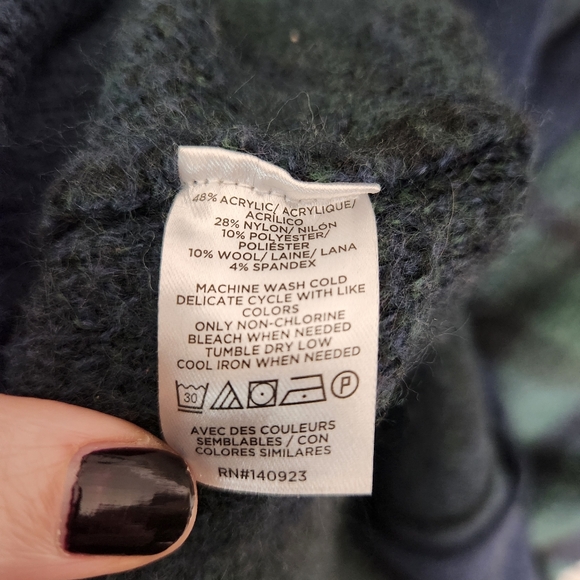 48% ACRYLIC/ ACRYLIQUE/
ACRÍLICO
28% NYLON/ NILÓN
10% POLYESTER/
POLIÉSTER
10% WOOL/ LAINE/ LANA
4% SPANDEX
MACHINE WASH COLD
DELICATE CYCLE WITH LIKE
COLORS
ONLY NON-CHLORINE
BLEACH WHEN NEEDED
TUMBLE DRY LOW
COOL IRON WHEN NEEDED
30 P
AVEC DES COULEURS
SEMBLABLES / CON
COLORES SIMILARES
RN#140923